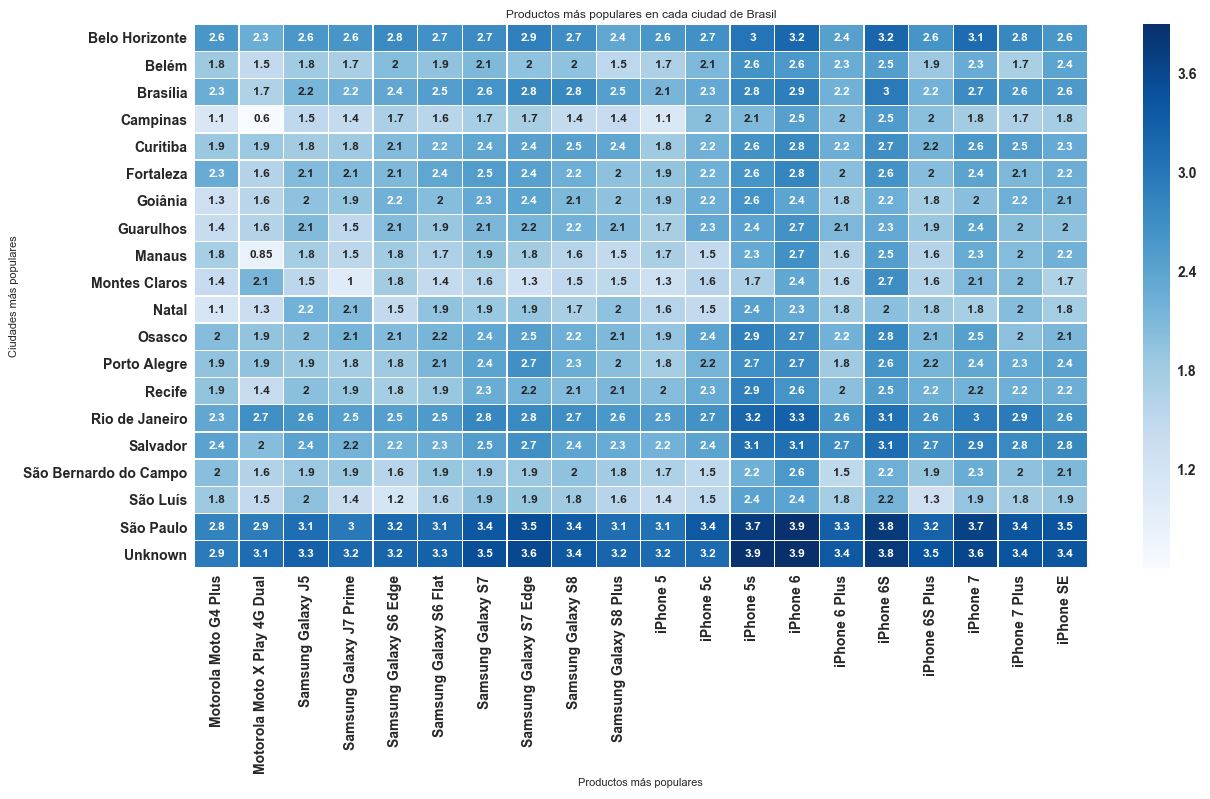 Productos más populares en cada ciudad de Brasil
Belo Horizonte 2.6 2.3 2.6 2.6 2.8 2.7 2.7 2.9 2.7 2.4 2.6 2.7 3 3.2 2.4 3.2 2.6 3.1 2.8 2.6
Belém 1.8 1.5 1.8 1.7 2 1.9 2.1 2 2 1.5 1.7 2.1 2.6 2.6 2.3 2.5 1.9 2.3 1.7 2.4
Brasília 2.3 1.7 2.2 2.2 2.4 2.5 2.6 2.8 2.8 2.5 2.1 2.3 2.8 2.9 2.2 3 2.2 2.7 2.6 2.6
Campinas 1.1 0.6 1.5 1.4 1.7 1.6 1.7 1.7 1.4 1.4 1.1 2 2.1 2.5 2 2.5 2 1.8 1.7 1.8
Curitiba 1.9 1.9 1.8 1.8 2.1 2.2 2.4 2.4 2.5 2.4 1.8 2.2 2.6 2.8 2.2 2.7 2.2 2.6 2.5 2.3
Fortaleza 2.3 1.6 2.1 2.1 2.1 2.4 2.5 2.4 2.2 2 1.9 2.2 2.6 2.8 2 2.6 2 2.4 2.1 2.2
Goiânia 1.3 1.6 2 1.9 2.2 2 2.3 2.4 2.1 2 1.9 2.2 2.6 2.4 1.8 2.2 1.8 2 2.2 2.1
Guarulhos 1.4 1.6 2.1 1.5 2.1 1.9 2.1 2.2 2.2 2.1 1.7 2.3 2.4 2.7 2.1 2.3 1.9 2.4 2 2
Manaus 1.8 0.85 1.8 1.5 1.8 1.7 1.9 1.8 1.6 1.5 1.7 1.5 2.3 2.7 1.6 2.5 1.6 2.3 2 2.2
Montes Claros 1.4 2.1 1.5 1 1.8 1.4 1.6 1.3 1.5 1.5 1.3 1.6 1.7 2.4 1.6 2.7 1.6 2.1 2 1.7
Natal 1.1 1.3 2.2 2.1 1.5 1.9 1.9 1.9 1.7 2 1.6 1.5 2.4 2.3 1.8 2 1.8 1.8 2 1.8
Osasco 2 1.9 2 2.1 2.1 2.2 2.4 2.5 2.2 2.1 1.9 2.4 2.9 2.7 2.2 2.8 2.1 2.5 2 2.1
Porto Alegre 1.9 1.9 1.9 1.8 1.8 2.1 2.4 2.7 2.3 2 1.8 2.2 2.7 2.7 1.8 2.6 2.2 2.4 2.3 2.4
Recife 1.9 1.4 2 1.9 1.8 1.9 2.3 2.2 2.1 2.1 2 2.3 2.9 2.6 2 2.5 2.2 2.2 2.2 2.2
Rio de Janeiro 2.3 2.7 2.6 2.5 2.5 2.5 2.8 2.8 2.7 2.6 2.5 2.7 3.2 3.3 2.6 3.1 2.6 3 2.9 2.6
Salvador 2.4 2 2.4 2.2 2.2 2.3 2.5 2.7 2.4 2.3 2.2 2.4 3.1 3.1 2.7 3.1 2.7 2.9 2.8 2.8
São Bernardo do Campo 2 1.6 1.9 1.9 1.6 1.9 1.9 1.9 2 1.8 1.7 1.5 2.2 2.6 1.5 2.2 1.9 2.3 2 2.1
São Luís 1.8 1.5 2 1.4 1.2 1.6 1.9 1.9 1.8 1.6 1.4 1.5 2.4 2.4 1.8 2.2 1.3 1.9 1.8 1.9
São Paulo 2.8 2.9 3.1 3 3.2 3.1 3.4 3.5 3.4 3.1 3.1 3.4 3.7 3.9 3.3 3.8 3.2 3.7 3.4 3.5
Unknown 2.9 3.1 3.3 3.2 3.2 3.3 3.5 3.6 3.4 3.2 3.2 3.2 3.9 3.9 3.4 3.8 3.5 3.6 3.4 3.4
Ciudades más populares
Motorola Moto G4 Plus
Motorola Moto X Play 4G Dual
Samsung Galaxy J5
Samsung Galaxy J7 Prime
Samsung Galaxy S6 Edge
Samsung Galaxy S6 Flat
Samsung Galaxy S7
Samsung Galaxy S7 Edge
Samsung Galaxy S8
Samsung Galaxy S8 Plus
iPhone 5
iPhone 5c
iPhone 5s
iPhone 6
iPhone 6 Plus
iPhone 6S
iPhone 6S Plus
iPhone 7
iPhone 7 Plus
iPhone SE
Productos más populares
3.6
3.0
2.4
1.8
1.2